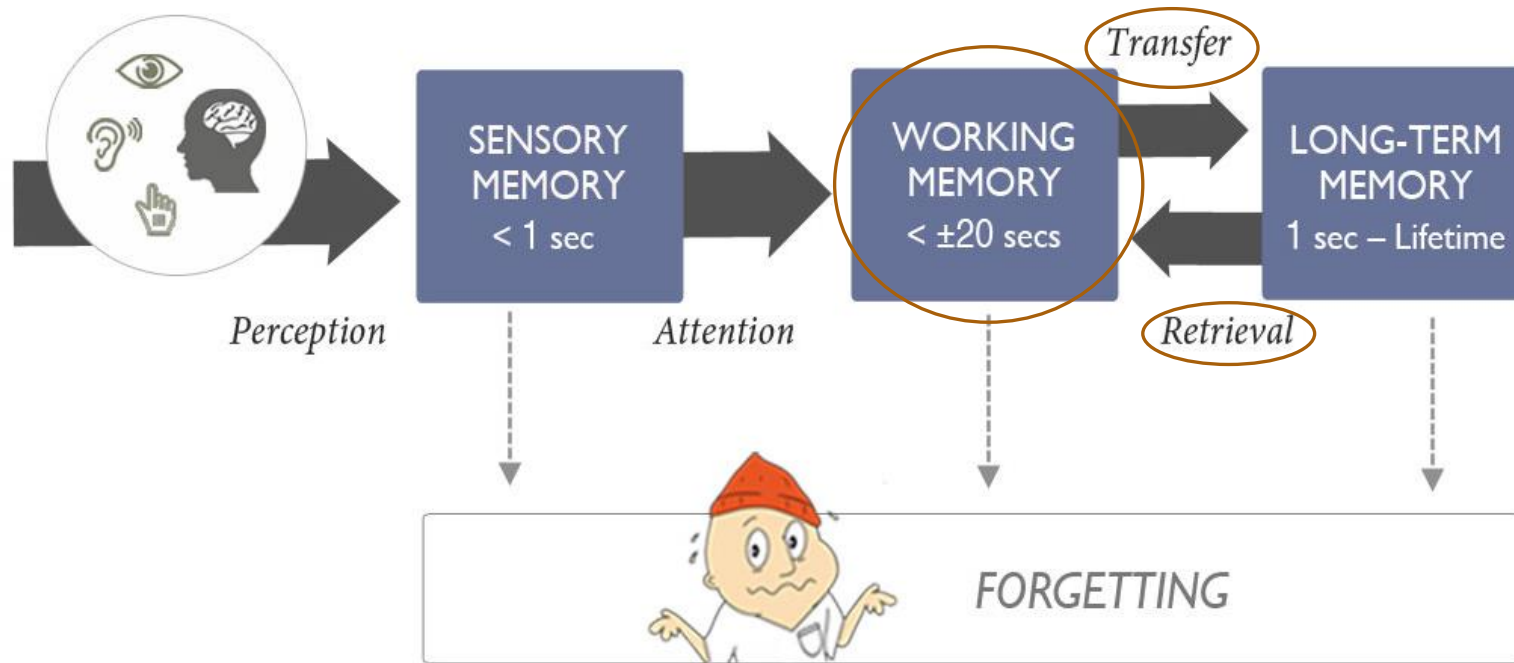 Transfer
SENSORY
MEMORY
< 1 sec
WORKING
MEMORY
< ±20 secs
LONG-TERM
MEMORY
1 sec – Lifetime
Perception
Attention
Retrieval
FORGETTING